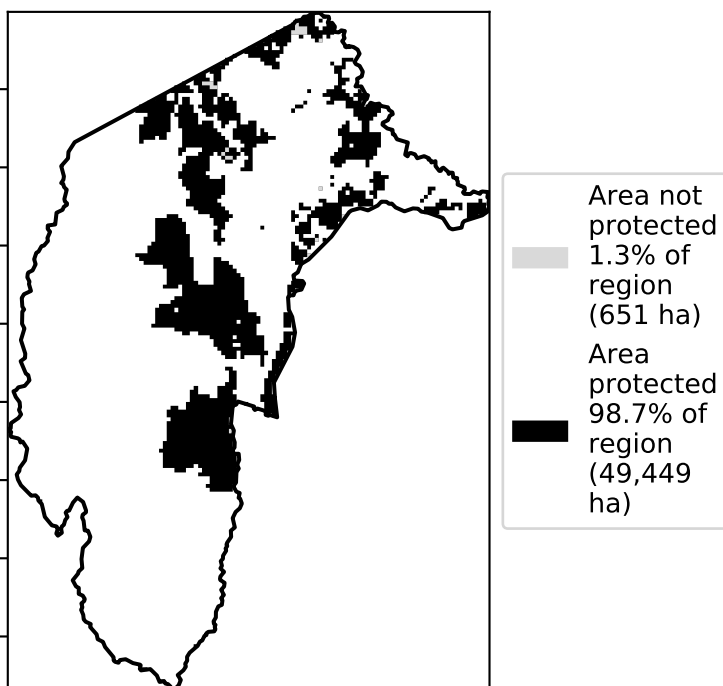 Area not
protected
1.3% of
region
(651 ha)
Area
protected
98.7% of
region
(49,449
ha)